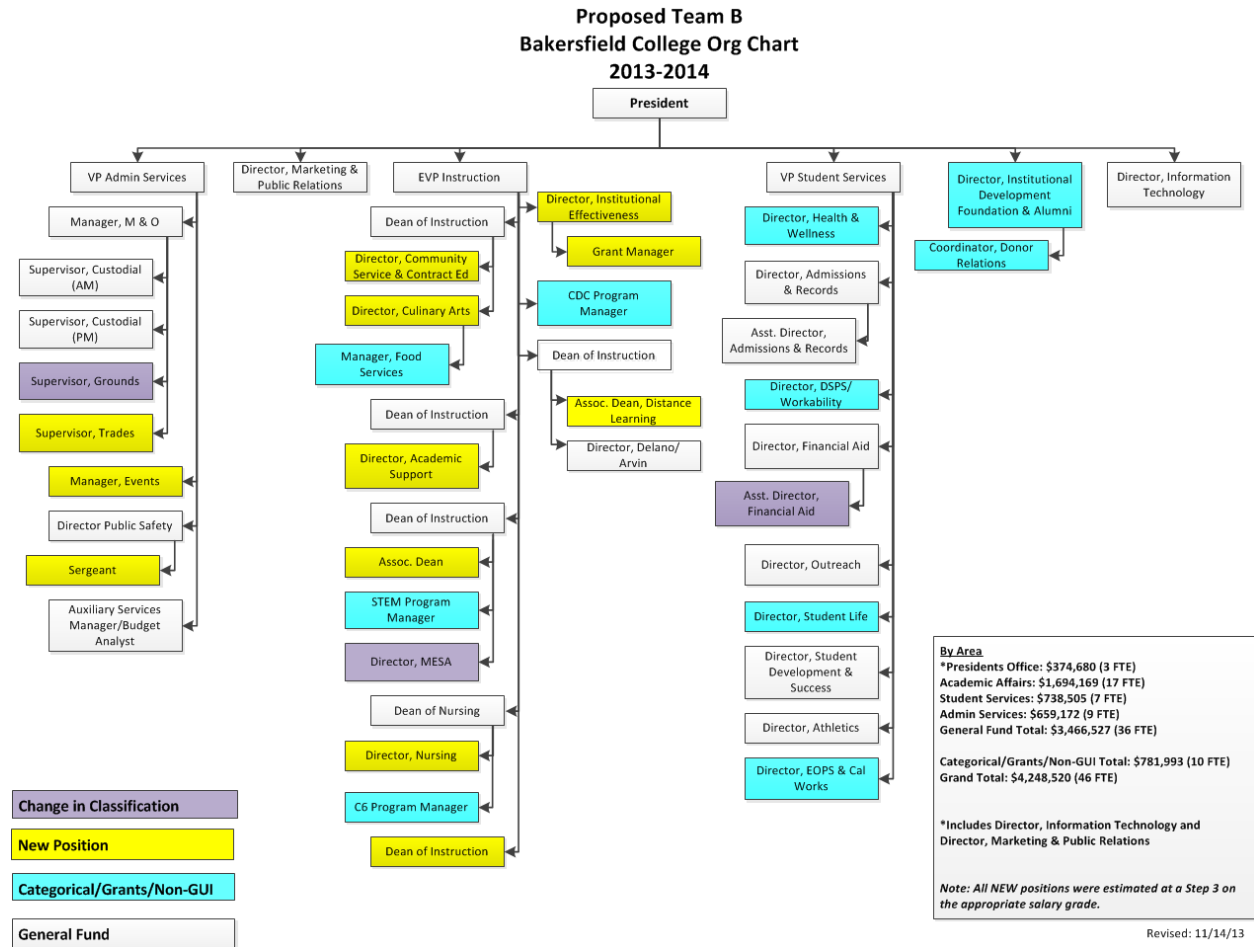 Proposed Team B
Bakersfield College Org Chart
2013-2014
President
VP Admin Services
Director, Marketing &
Public Relations
EVP Instruction
VP Student Services
Director, Institutional
Development
Foundation & Alumni
Director, Information
Technology
Manager, M & O
Supervisor, Custodial
(AM)
Supervisor, Custodial
(PM)
Supervisor, Grounds
Supervisor, Trades
Manager, Events
Director Public Safety
Sergeant
Auxiliary Services
Manager/Budget
Analyst
Dean of Instruction
Director, Community
Service & Contract Ed
Director, Culinary Arts
Manager, Food
Services
Dean of Instruction
Director, Academic
Support
Dean of Instruction
Assoc. Dean
STEM Program
Manager
Director, MESA
Dean of Nursing
Director, Nursing
C6 Program Manager
Dean of Instruction
Director, Institutional
Effectiveness
Grant Manager
CDC Program
Manager
Dean of Instruction
Assoc. Dean, Distance
Learning
Director, Delano/
Arvin
Director, Health &
Wellness
Director, Admissions
& Records
Asst. Director,
Admissions & Records
Director, DSPS/
Workability
Director, Financial Aid
Asst. Director,
Financial Aid
Director, Outreach
Director, Student Life
Director, Student
Development &
Success
Director, Athletics
Director, EOPS & Cal
Works
Coordinator, Donor
Relations
Change in Classification
New Position
Categorical/Grants/Non-GUI
General Fund
By Area
*Presidents Office: $374,680 (3 FTE)
Academic Affairs: $1,694,169 (17 FTE)
Student Services: $738,505 (7 FTE)
Admin Services: $659,172 (9 FTE)
General Fund Total: $3,466,527 (36 FTE)
Categorical/Grants/Non-GUI Total: $781,993 (10 FTE)
Grand Total: $4,248,520 (46 FTE)
*Includes Director, Information Technology and
Director, Marketing & Public Relations
Note: All NEW positions were estimated at a Step 3 on
the appropriate salary grade.
Revised: 11/14/13